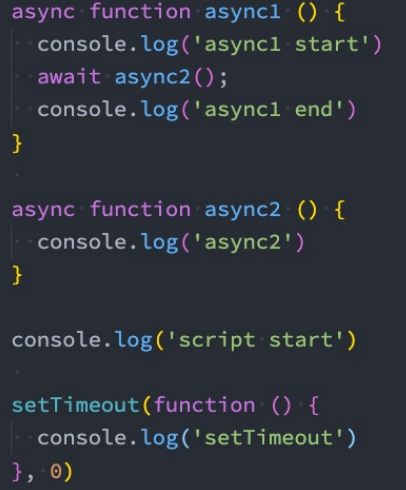 async function async1 () {
  console.log('async1 start')
  await async2();
  console.log('async1 end')
}
async function async2 () {
  console.log('async2')
}
console.log('script start')
setTimeout(function () {
  console.log('setTimeout')
}, 0)